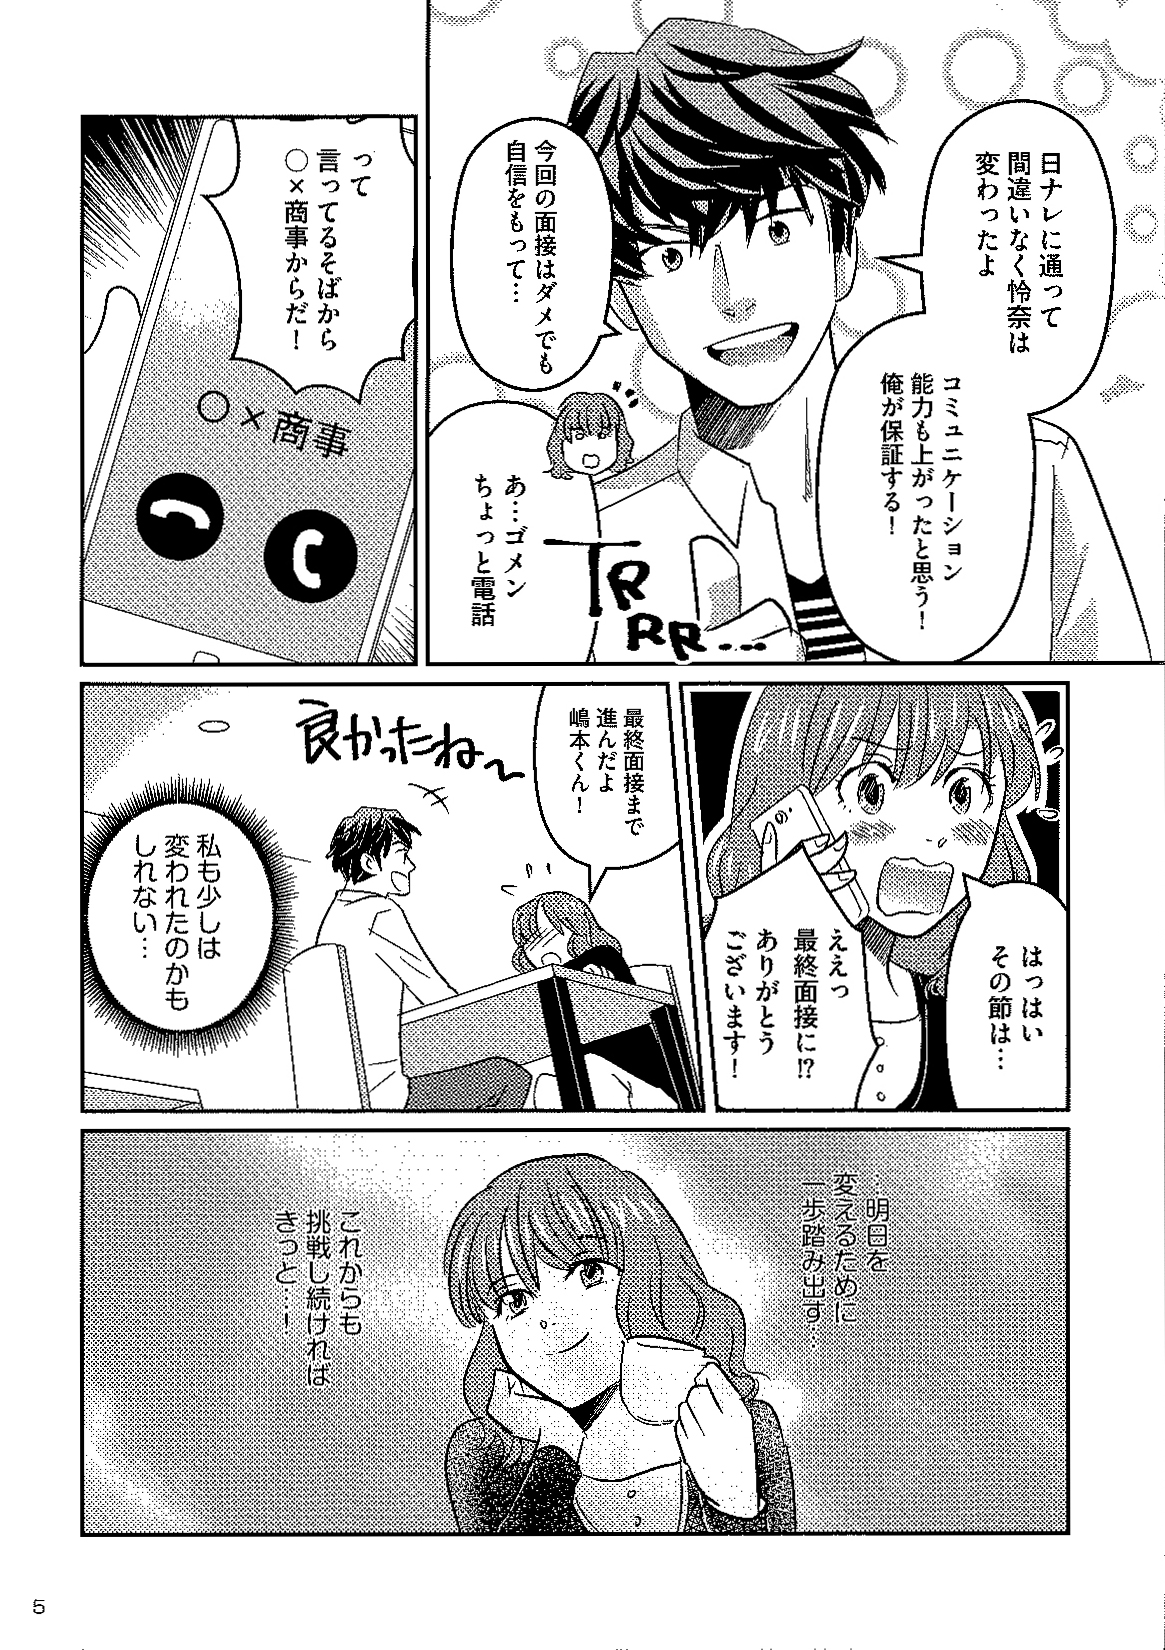 日ナレに通って
間違いなく怜奈は
変わったよ
コミュニケーション
能力も上がったと思う!
俺が保証する!
今回の面接はダメでも
自信をもって…
TRRRR…
あ…ゴメン
ちょっと電話
って
言ってるそばから
○×商事からだ!
○×商事
はっはい
その節は…
ええっ
最終面接に!?
ありがとう
ございます!
最終面接まで
進んだよ
嶋本くん!
良かったね〜
私も少しは
変われたのかも
しれない…
…明日を
変えるために
一歩踏み出す…
これからも
挑戦し続ければ
きっと…!
5